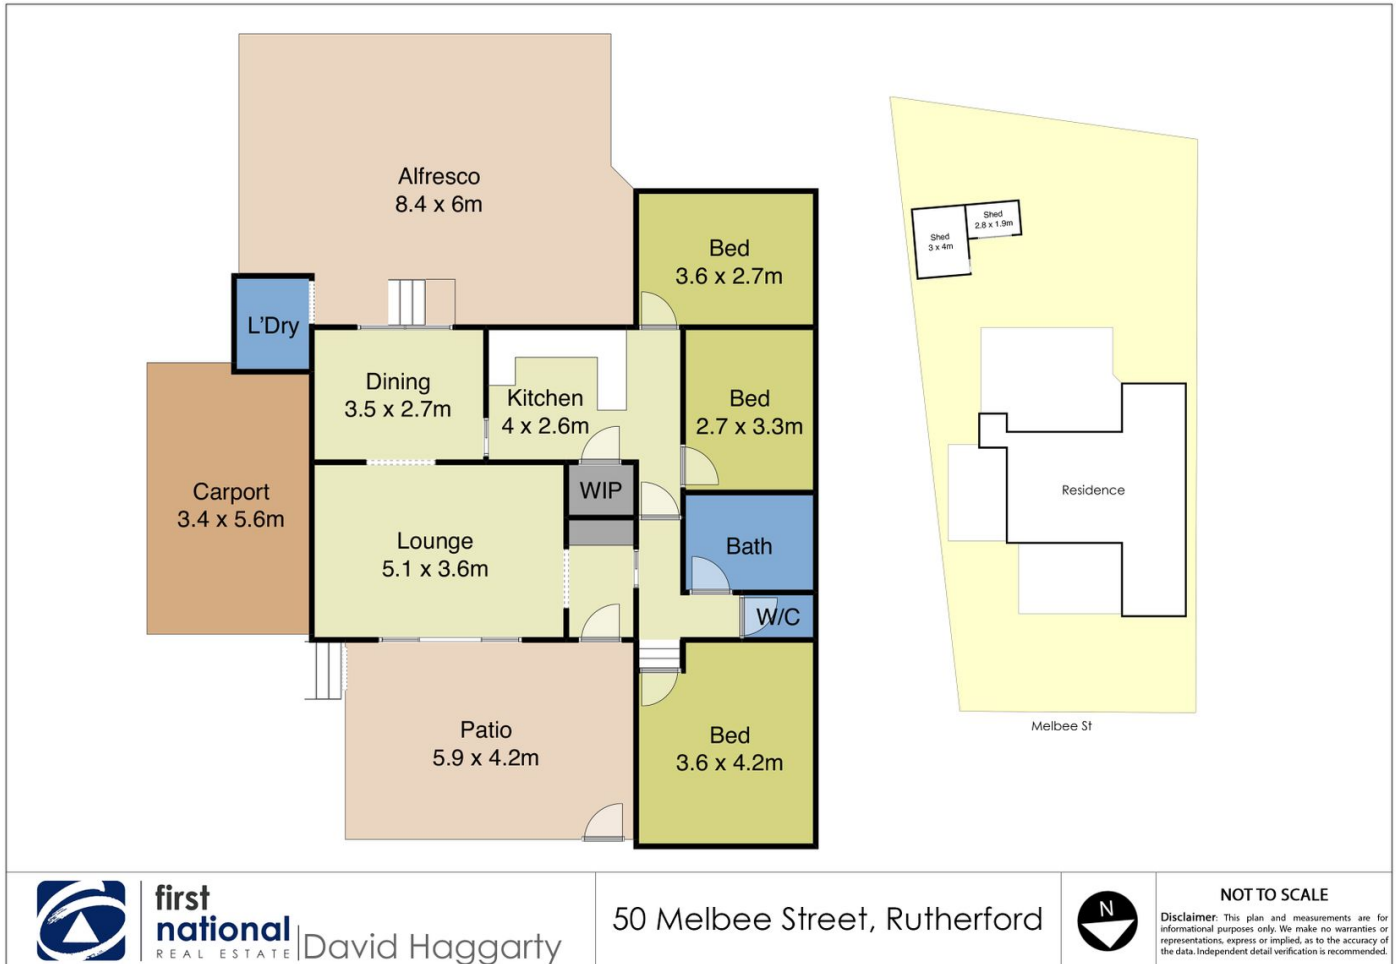 Alfresco
8.4 x 6m
Bed
3.6 x 2.7m
L'Dry
Dining
3.5 x 2.7m
Kitchen
4 x 2.6m
Bed
2.7 x 3.3m
Carport
3.4 x 5.6m
WIP
Lounge
5.1 x 3.6m
Bath
W/C
Patio
5.9 x 4.2m
Bed
3.6 x 4.2m
Shed
3 x 4m
Shed
2.8 x 1.9m
Residence
Melbee St
first
national
REAL ESTATE
David Haggarty
50 Melbee Street, Rutherford
N
NOT TO SCALE
Disclaimer: This plan and measurements are for
informational purposes only. We make no warranties or
representations, express or implied, as to the accuracy of
the data. Independent detail verification is recommended.